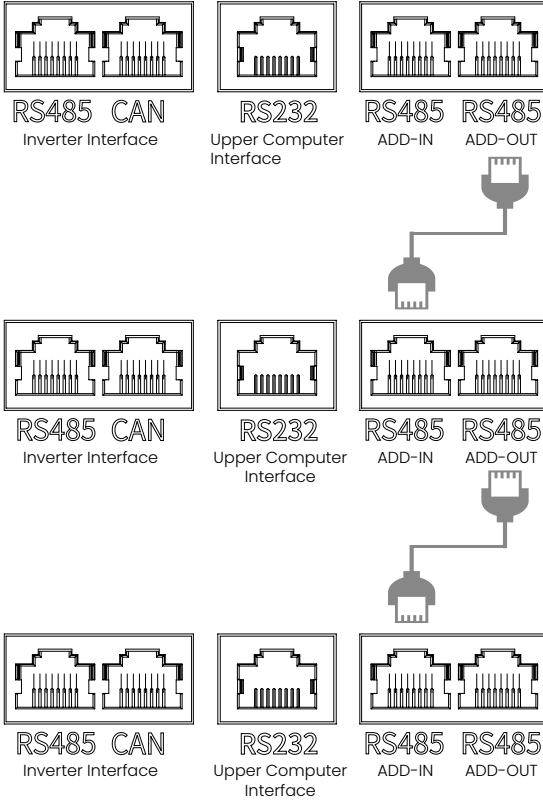 RS485 CAN RS232 RS485 RS485
Inverter Interface Upper Computer Interface ADD-IN ADD-OUT
RS485 CAN RS232 RS485 RS485
Inverter Interface Upper Computer Interface ADD-IN ADD-OUT
RS485 CAN RS232 RS485 RS485
Inverter Interface Upper Computer Interface ADD-IN ADD-OUT